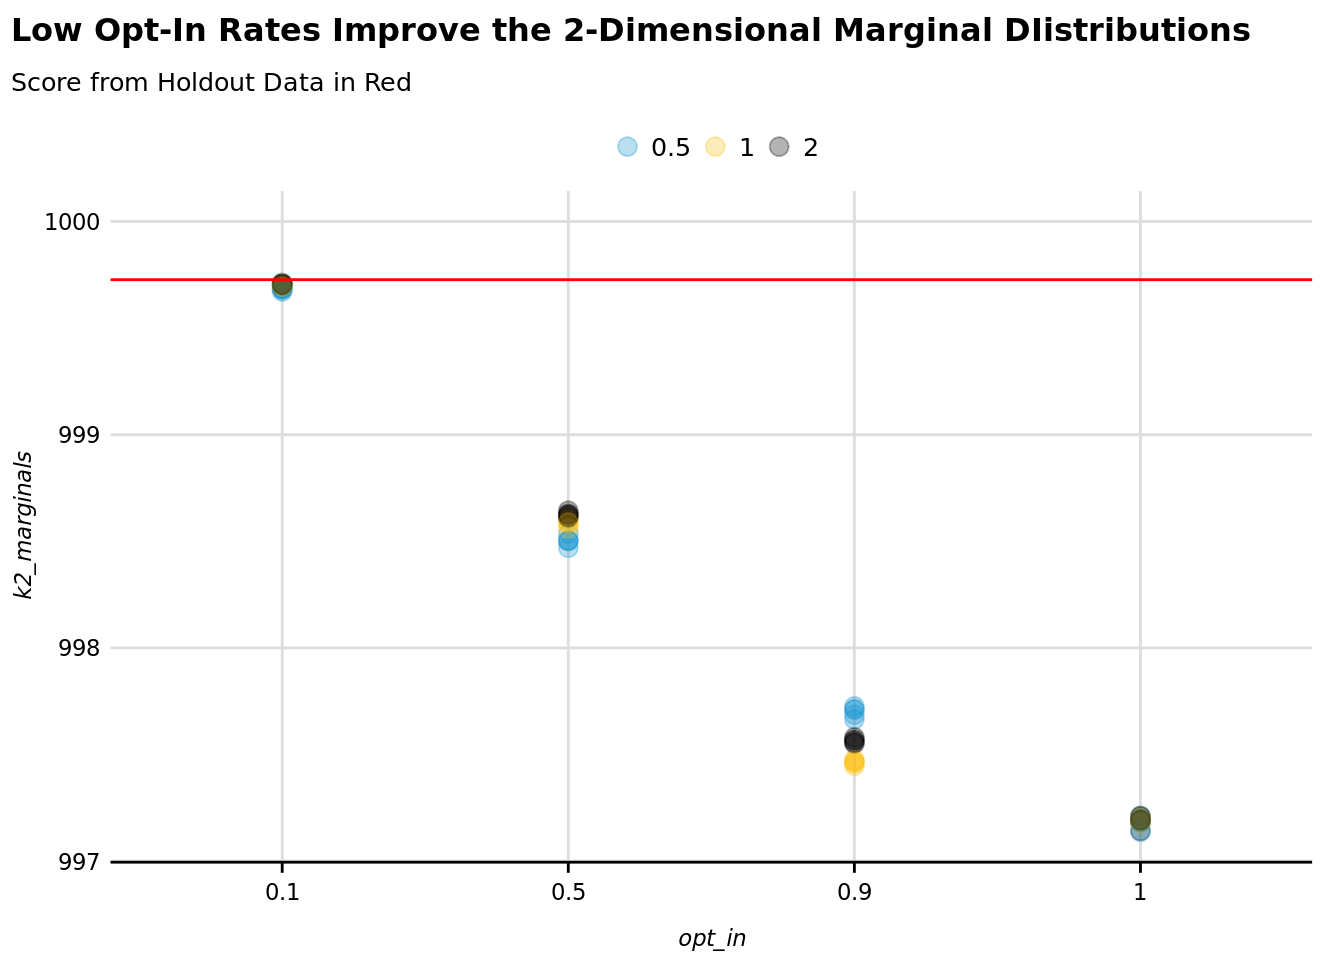 Low Opt-In Rates Improve the 2-Dimensional Marginal DIstributions
Score from Holdout Data in Red
0.5 1 2
1000
999
998
997
k2_marginals
0.1 0.5 0.9 1
opt_in